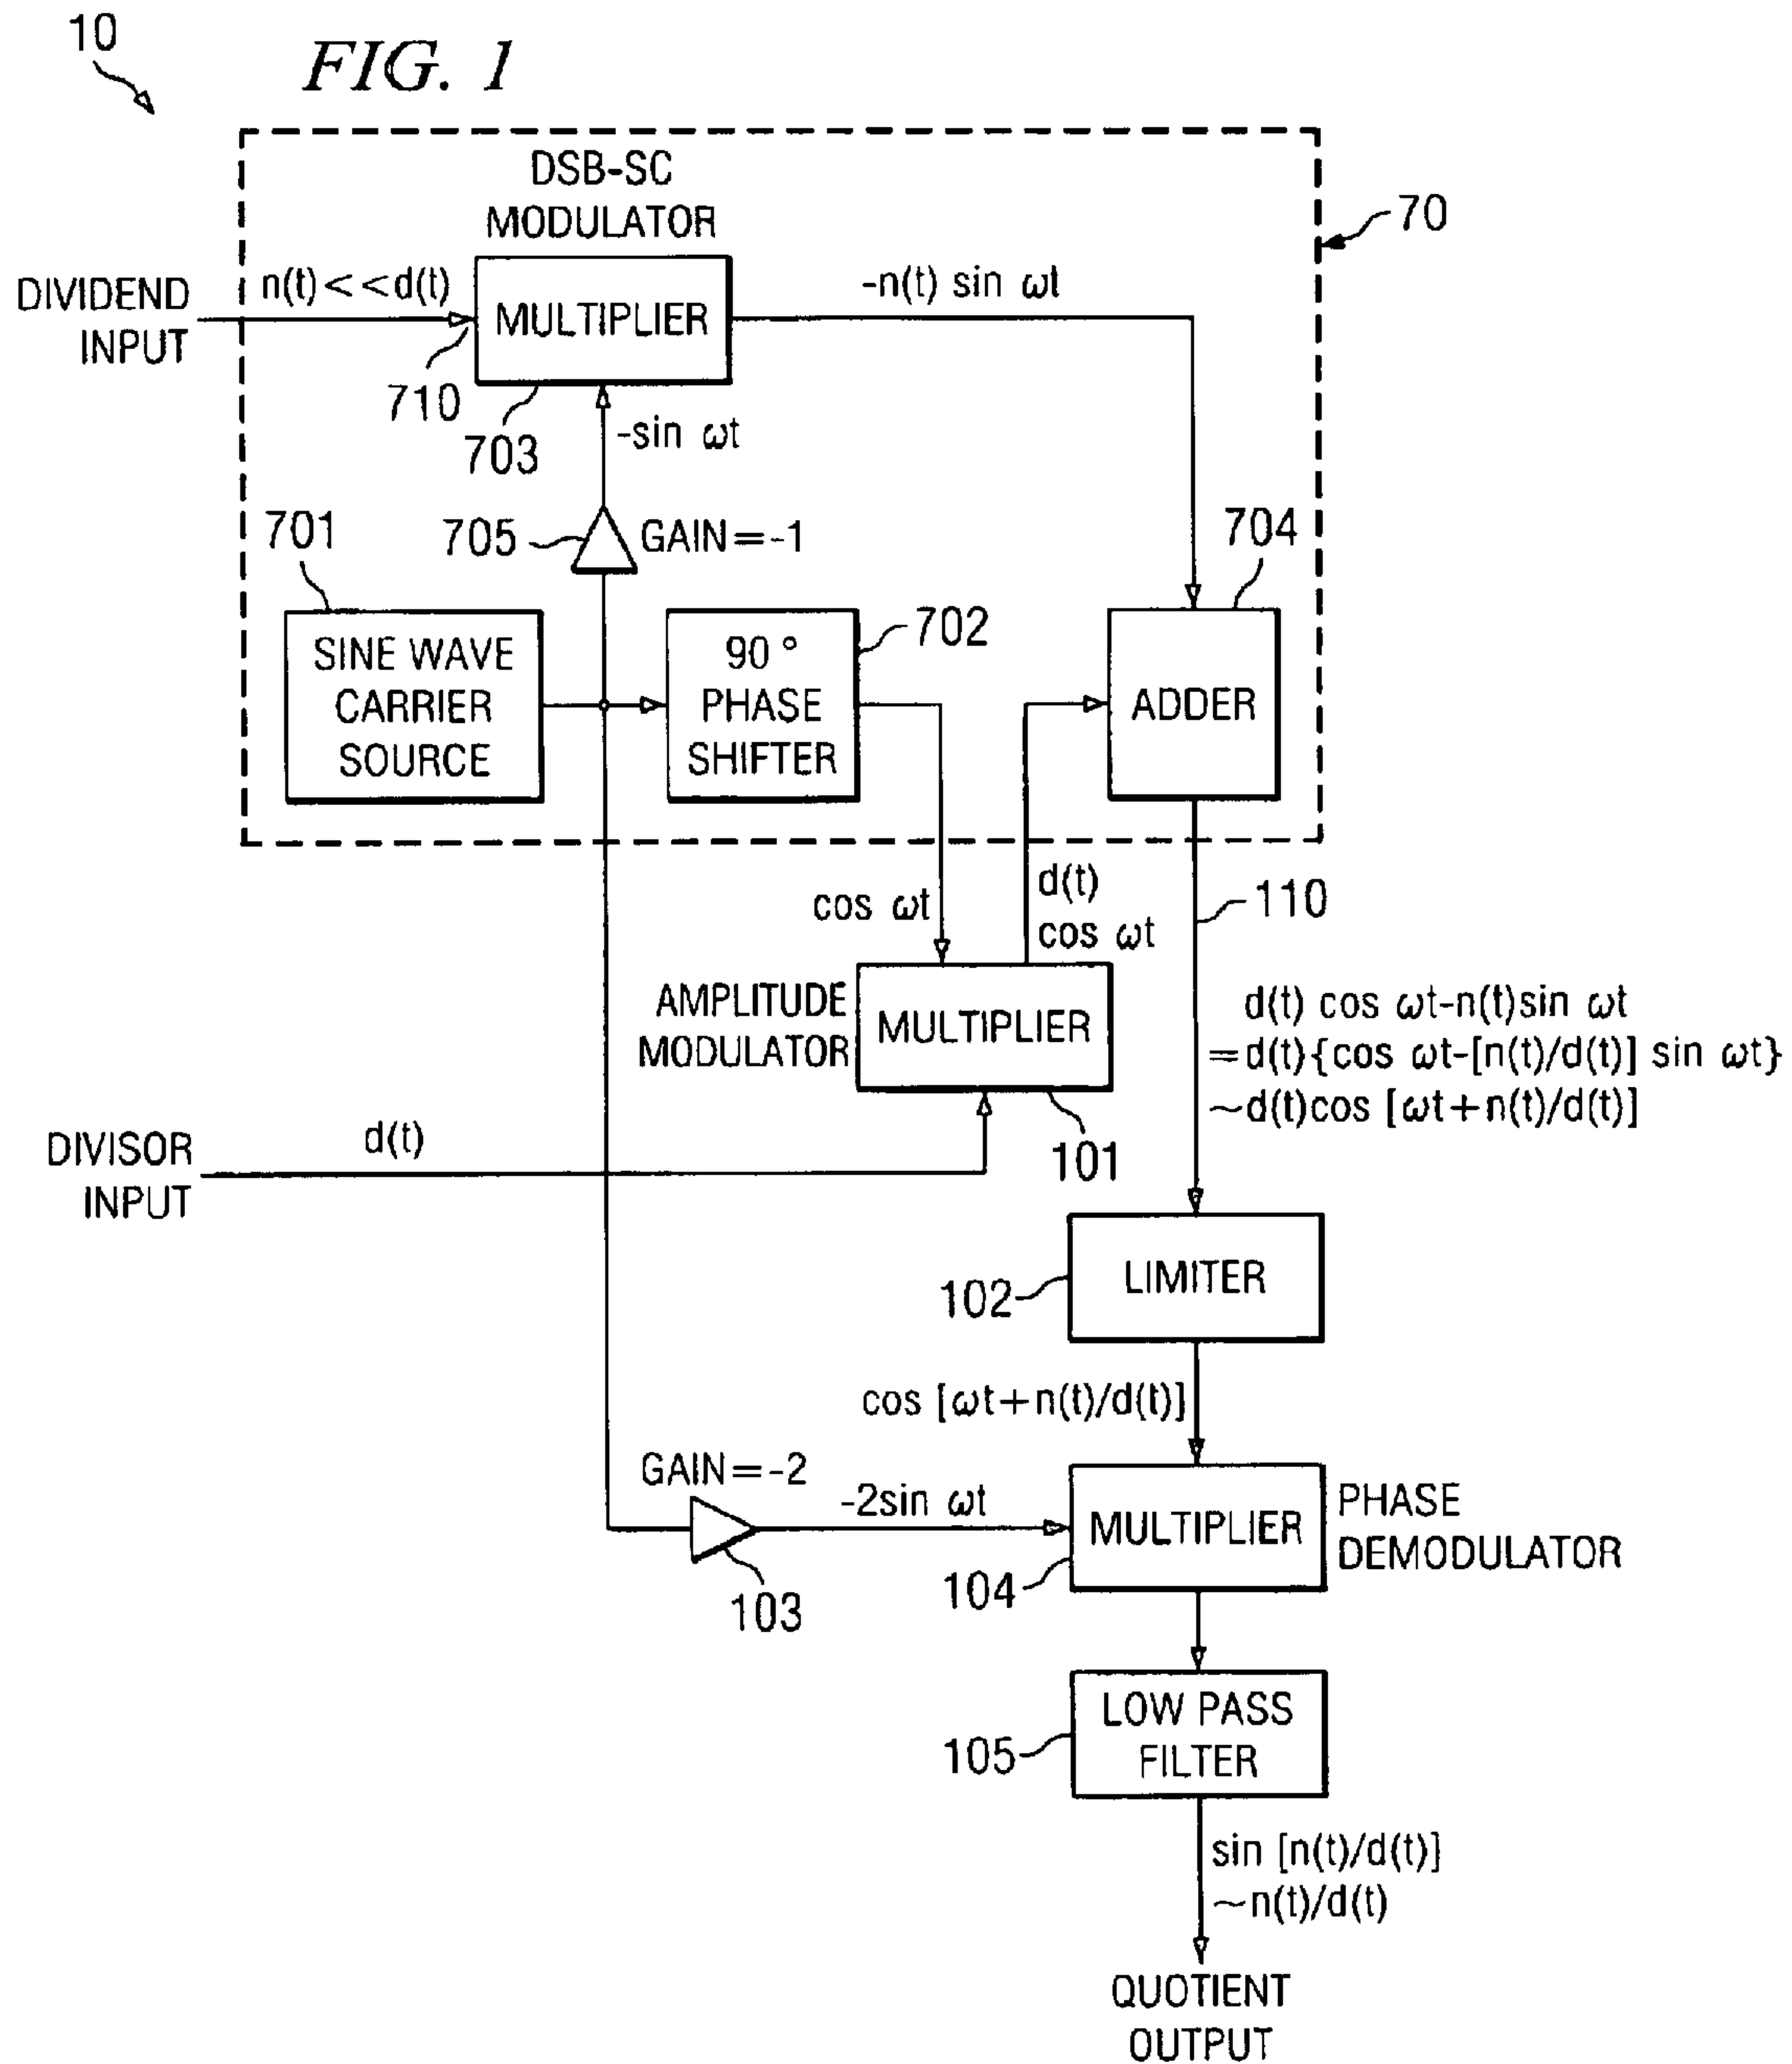 10
FIG. 1
DSB-SC
MODULATOR
70
DIVIDEND
INPUT
n(t)<<d(t)
MULTIPLIER
-n(t) sin ωt
710
703
-sin ωt
701
705
GAIN=-1
704
SINE WAVE
CARRIER
SOURCE
90 °
PHASE
SHIFTER
702
ADDER
cos ωt
d(t)
cos ωt
110
AMPLITUDE
MODULATOR
MULTIPLIER
d(t) cos ωt-n(t)sin ωt
=d(t){cos ωt-[n(t)/d(t)] sin ωt}
~d(t)cos [ωt+n(t)/d(t)]
DIVISOR
INPUT
d(t)
101
102
LIMITER
cos [ωt+n(t)/d(t)]
GAIN=-2
-2sin ωt
MULTIPLIER
PHASE
DEMODULATOR
103
104
105
LOW PASS
FILTER
sin [n(t)/d(t)]
~n(t)/d(t)
QUOTIENT
OUTPUT